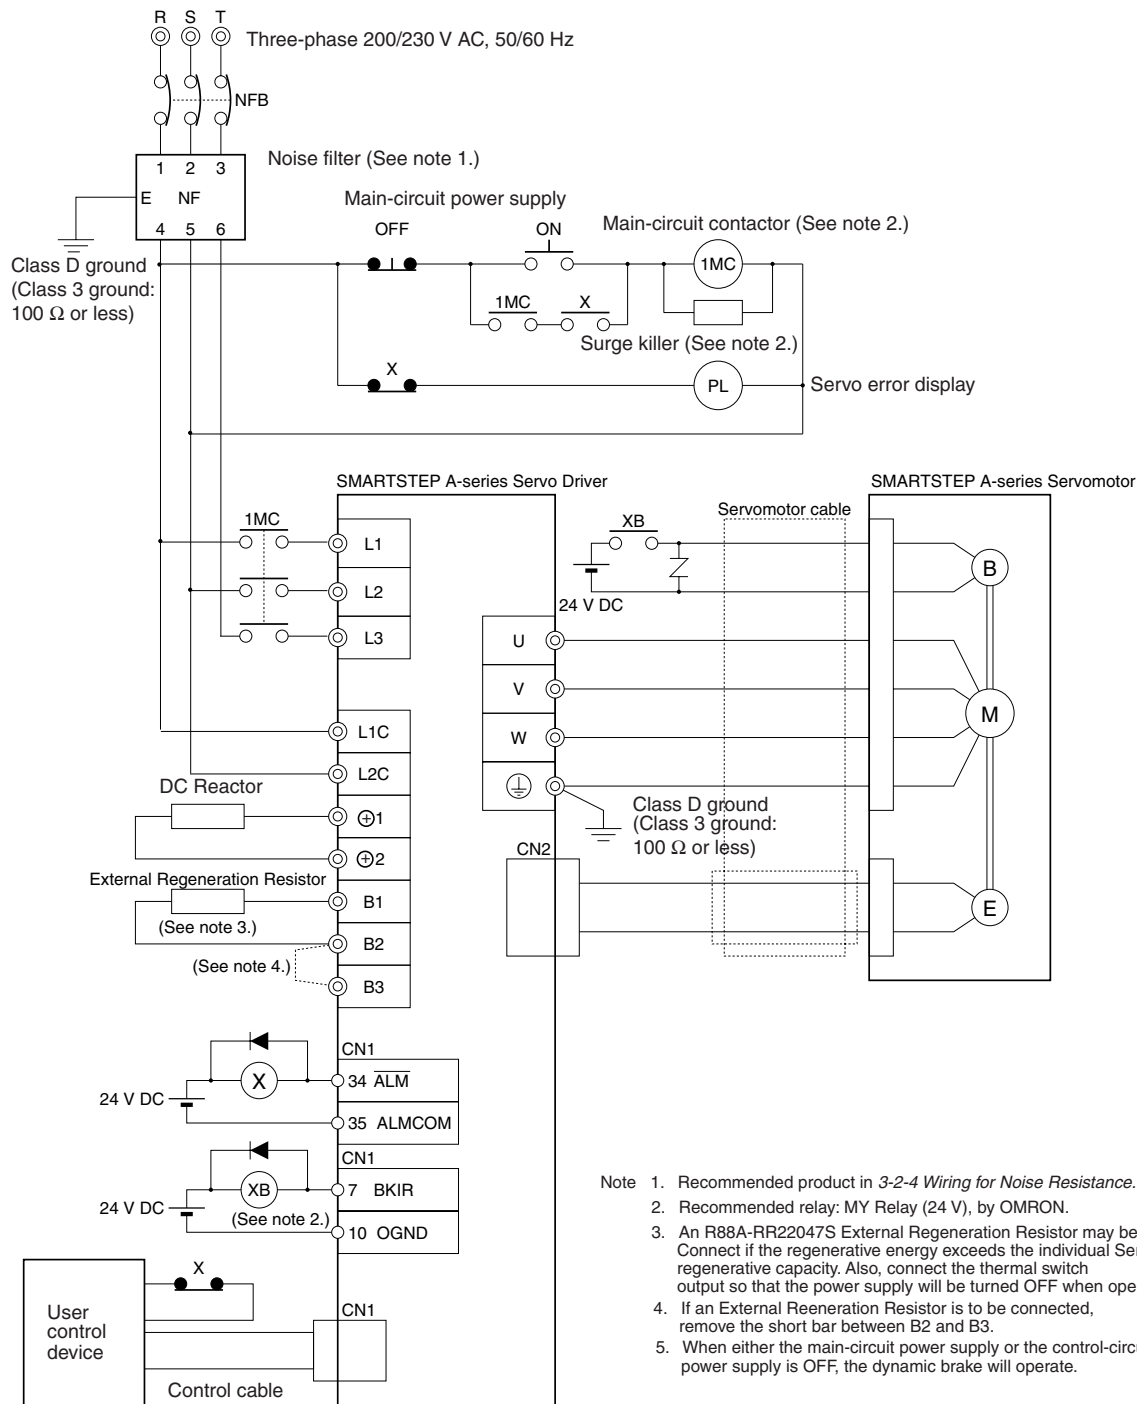 R S T
Three-phase 200/230 V AC, 50/60 Hz
NFB
Noise filter (See note 1.)
1 2 3
E NF
4 5 6
Class D ground
(Class 3 ground:
100 Ω or less)
Main-circuit power supply
OFF
ON
Main-circuit contactor (See note 2.)
1MC
1MC
X
Surge killer (See note 2.)
X
PL
Servo error display
SMARTSTEP A-series Servo Driver
SMARTSTEP A-series Servomotor
1MC
L1
L2
L3
XB
24 V DC
Servomotor cable
B
U
V
W
M
L1C
L2C
DC Reactor
⊕1
⊕2
Class D ground
(Class 3 ground:
100 Ω or less)
CN2
E
External Regeneration Resistor
(See note 3.)
B1
B2
(See note 4.)
B3
CN1
X
34 A̅L̅M̅
24 V DC
35 ALMCOM
CN1
XB
7 BKIR
24 V DC
(See note 2.)
10 OGND
X
User
control
device
CN1
Control cable
Note 1. Recommended product in 3-2-4 Wiring for Noise Resistance.
2. Recommended relay: MY Relay (24 V), by OMRON.
3. An R88A-RR22047S External Regeneration Resistor may be
Connect if the regenerative energy exceeds the individual
regenerative capacity. Also, connect the thermal switch
output so that the power supply will be turned OFF when
4. If an External Reeneration Resistor is to be connected,
remove the short bar between B2 and B3.
5. When either the main-circuit power supply or the
power supply is OFF, the dynamic brake will operate.